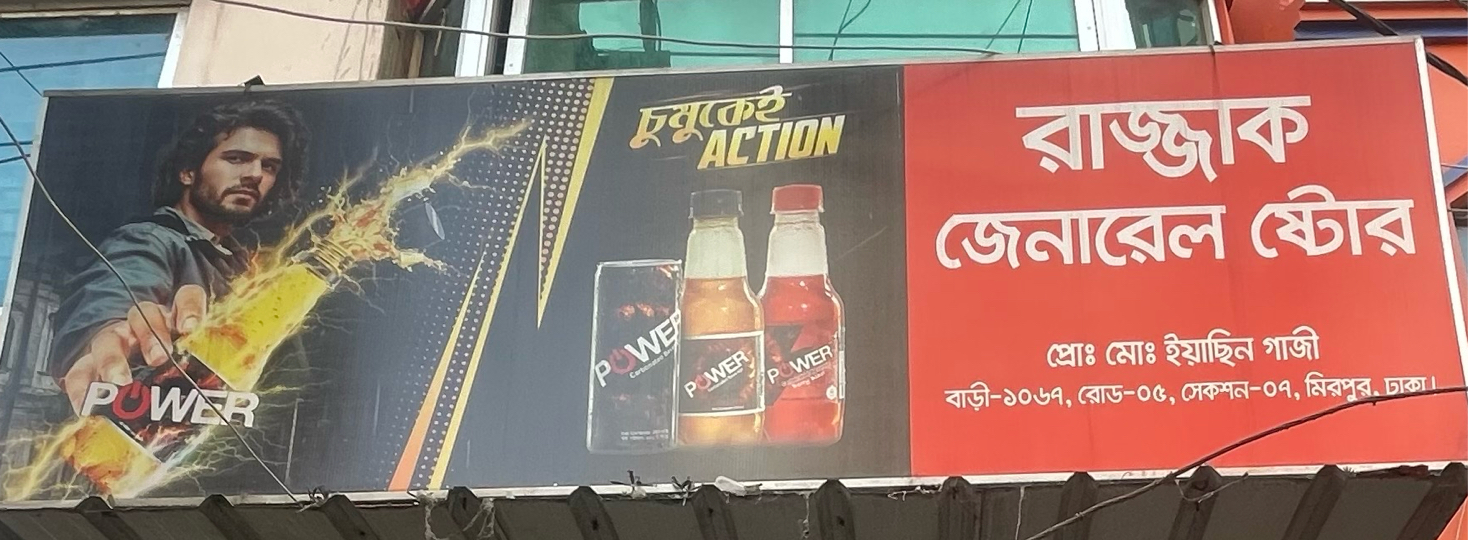 POWER
চুমুকেই
ACTION
POWER
POWER
POWER
রাজ্জাক
জেনারেল ষ্টোর
প্রোঃ মোঃ ইয়াছিন গাজী
বাড়ী-১০৬৭, রোড-০৫, সেকশন-০৭, মিরপুর, ঢাকা।